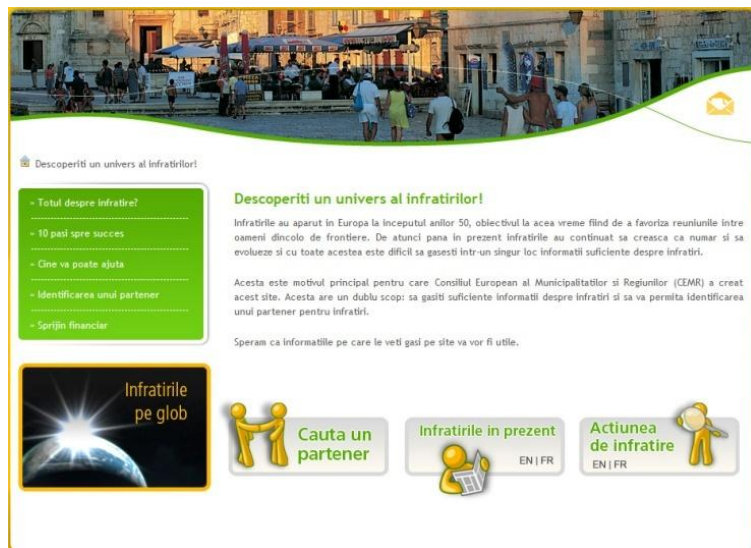 Descoperiti un univers al infratirilor!
- Totul despre infratire?
- 10 pasi spre succes
- Cine va poate ajuta
- Identificarea unui partener
- Sprijin financiar
Infratirile
pe glob
Descoperiti un univers al infratirilor!
Infratirile au aparut in Europa la inceputul anilor 50, obiectivul la acea vreme fiind de a favoriza reuniunile intre
oameni dincolo de frontiere. De atunci pana in prezent infratirile au continuat sa creasca ca numar si sa
evolueze si cu toate acestea este dificil sa gasesti intr-un singur loc informatii suficiente despre infratiri.
Acesta este motivul principal pentru care Consiliul European al Municipalitatilor si Regiunilor (CEMR) a creat
acest site. Acesta are un dublu scop: sa gasiti suficiente informatii despre infratiri si sa va permita identificarea
unui partener pentru infratiri.
Speram ca informatiile pe care le veti gasi pe site va vor fi utile.
Cauta un
partener
Infratirile in prezent
EN | FR
Actiunea
de infratire
EN | FR